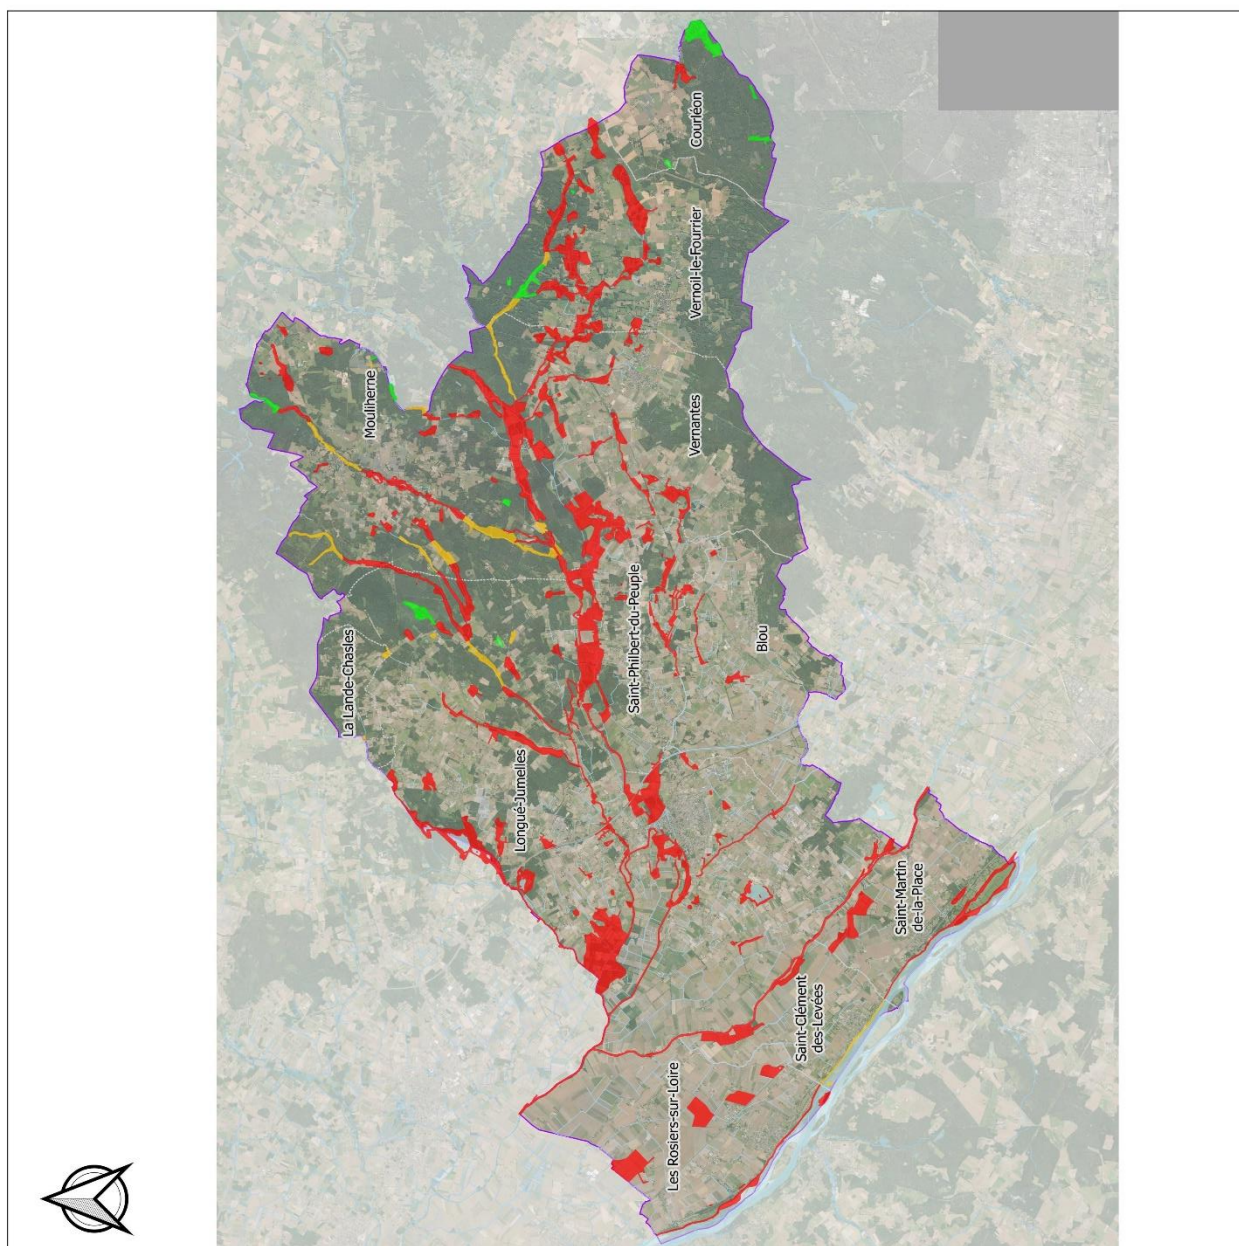 Courléon
Vernoil-le-Fourrier
Mouliherne
Vernantes
La Lande-Chasles
Saint-Philbert-du-Peuple
Blou
Longué-Jumelles
Saint-Martin
de-la-Place
Saint-Clément
des-Levées
Les Rosiers-sur-Loire